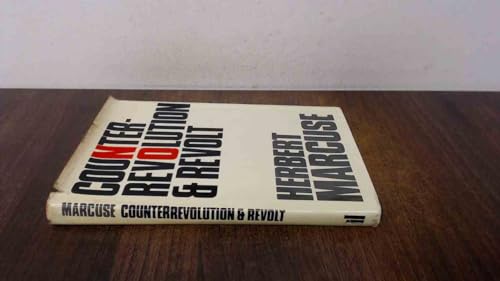 COUNTER-
REVOLUTION
& REVOLT
HERBERT
MARCUSE
MARCUSE COUNTERREVOLUTION & REVOLT